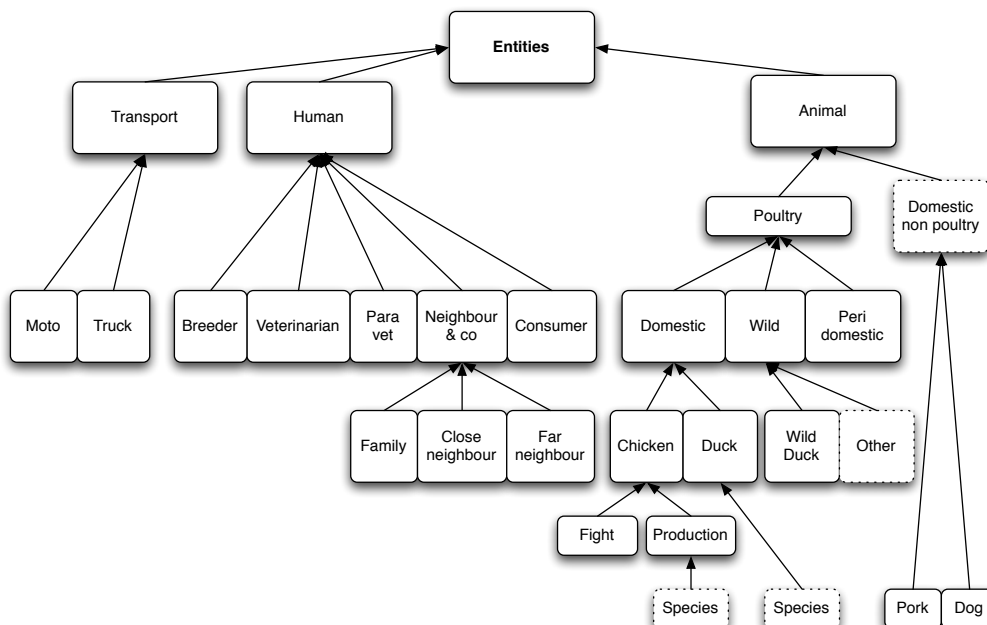 Entities
Transport
Human
Animal
Poultry
Domestic
non poultry
Moto
Truck
Breeder
Veterinarian
Para
vet
Neighbour
& co
Consumer
Domestic
Wild
Peri
domestic
Family
Close
neighbour
Far
neighbour
Chicken
Duck
Wild
Duck
Other
Fight
Production
Species
Species
Pork
Dog